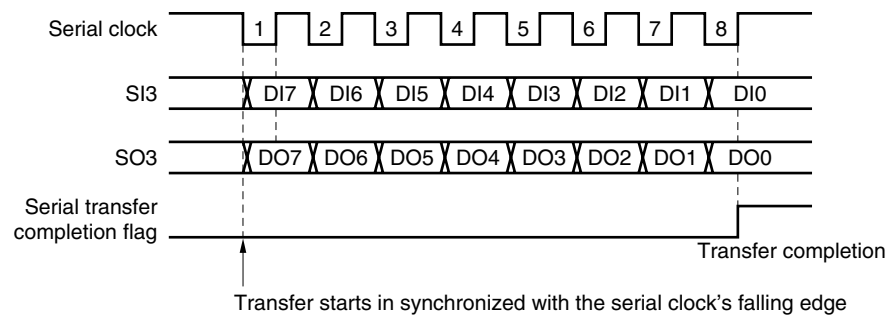 Serial clock 1 2 3 4 5 6 7 8
SI3 DI7 DI6 DI5 DI4 DI3 DI2 DI1 DI0
SO3 DO7 DO6 DO5 DO4 DO3 DO2 DO1 DO0
Serial transfer
completion flag
Transfer completion
Transfer starts in synchronized with the serial clock's falling edge